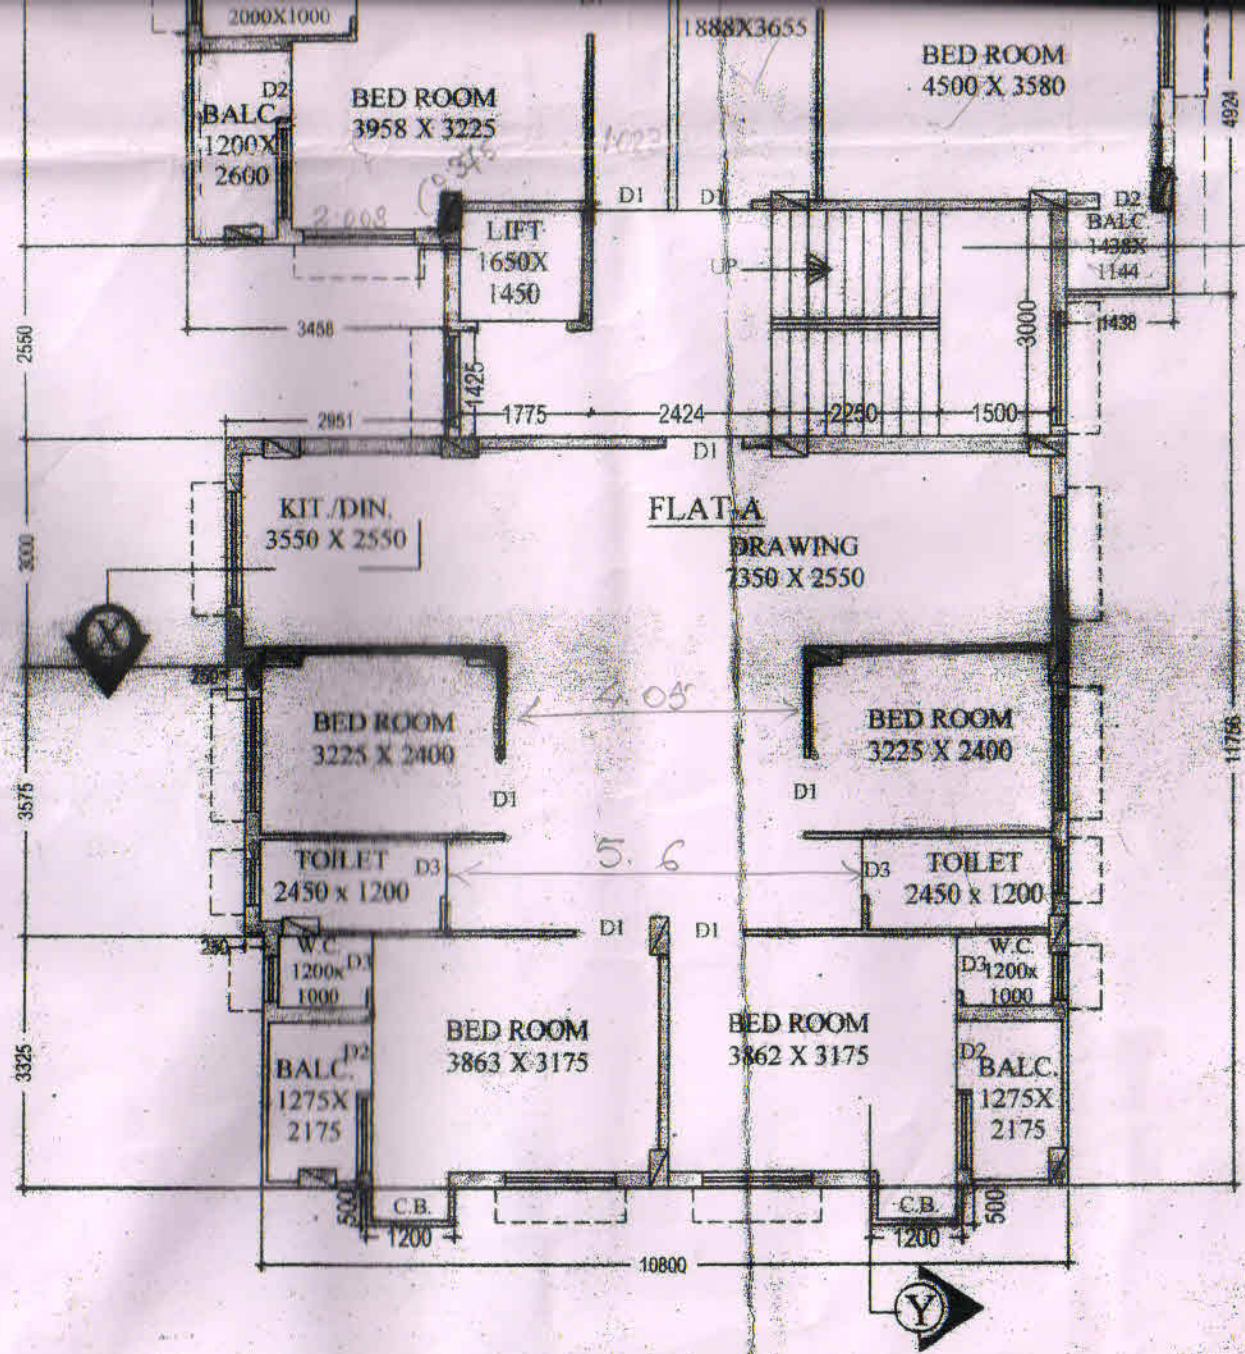 2000X1000
1888X3655
BED ROOM
4500 X 3580
D2
BALC.
1200X
2600
BED ROOM
3958 X 3225
4924
2.008
D1
D1
D2
BALC
1438X
1144
LIFT
1650X
1450
UP
3458
2550
1425
3000
1438
2951
1775
2424
2250
1500
D1
KIT./DIN.
3550 X 2550
FLAT-A
DRAWING
7350 X 2550
3000
X
250
4.05
BED ROOM
3225 X 2400
BED ROOM
3225 X 2400
11756
3575
D1
D1
5.6
TOILET
2450 x 1200
D3
D3
TOILET
2450 x 1200
D1
D1
250
W.C.
1200x
1000
D3
D3
W.C.
1200x
1000
BED ROOM
3863 X 3175
BED ROOM
3862 X 3175
3325
D2
BALC.
1275X
2175
D2
BALC.
1275X
2175
500
C.B.
1200
C.B.
1200
500
10800
Y